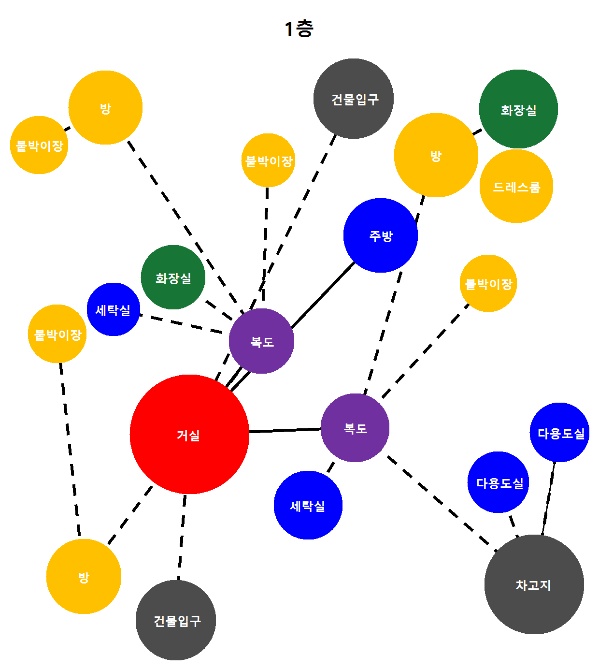 1층
방
건물입구
화장실
붙박이장
붙박이장
방
드레스룸
주방
화장실
붙박이장
세탁실
붙박이장
복도
거실
복도
다용도실
다용도실
세탁실
방
차고지
건물입구